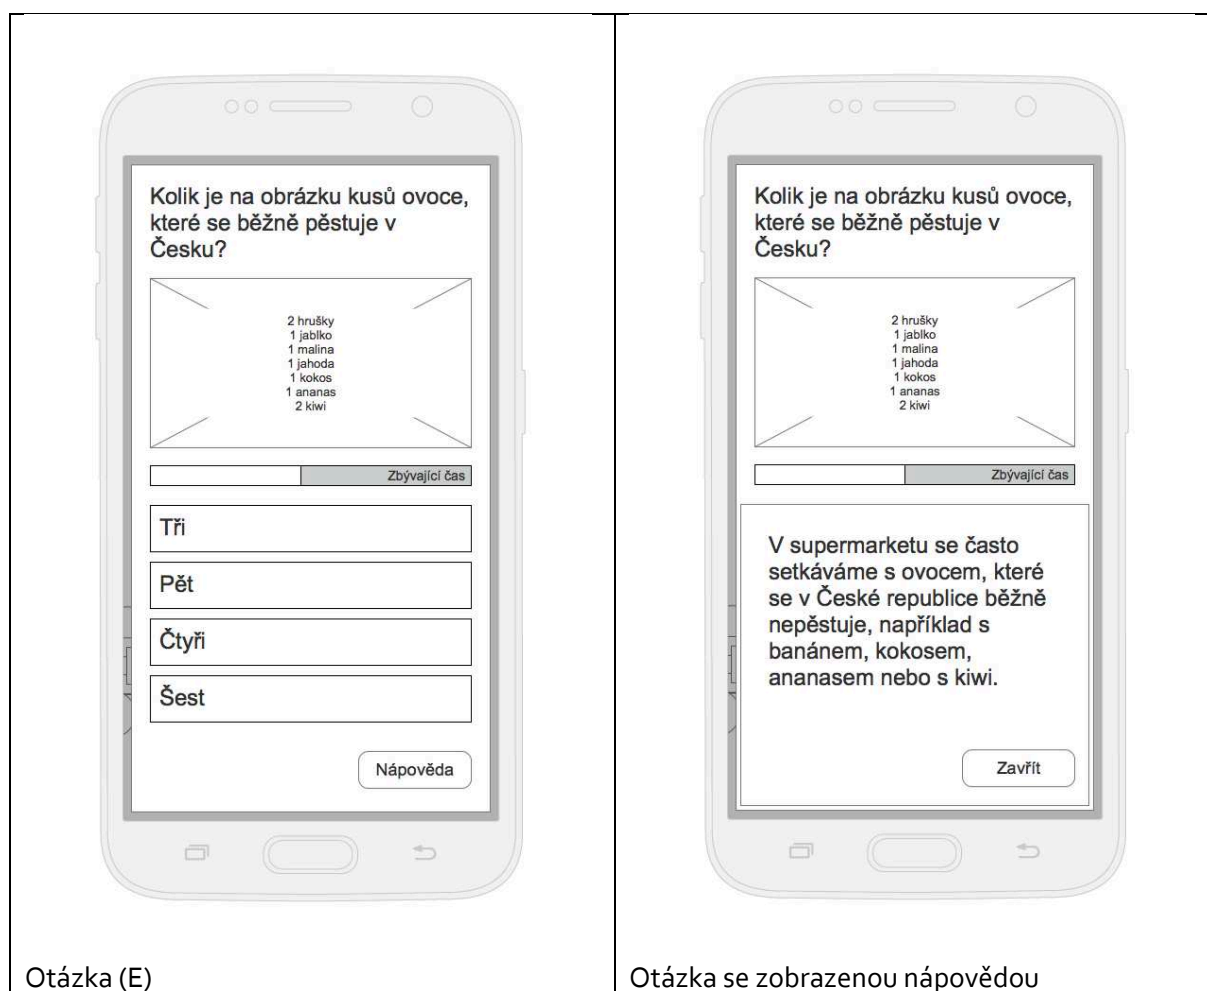 Kolik je na obrázku kusů ovoce,
které se běžně pěstuje v
Česku?
2 hrušky
1 jablko
1 malina
1 jahoda
1 kokos
1 ananas
2 kiwi
Zbývající čas
Tři
Pět
Čtyři
Šest
Nápověda
Otázka (E)
Kolik je na obrázku kusů ovoce,
které se běžně pěstuje v
Česku?
2 hrušky
1 jablko
1 malina
1 jahoda
1 kokos
1 ananas
2 kiwi
Zbývající čas
V supermarketu se často
setkáváme s ovocem, které
se v České republice běžně
nepěstuje, například s
banánem, kokosem,
ananasem nebo s kiwi.
Zavřít
Otázka se zobrazenou nápovědou